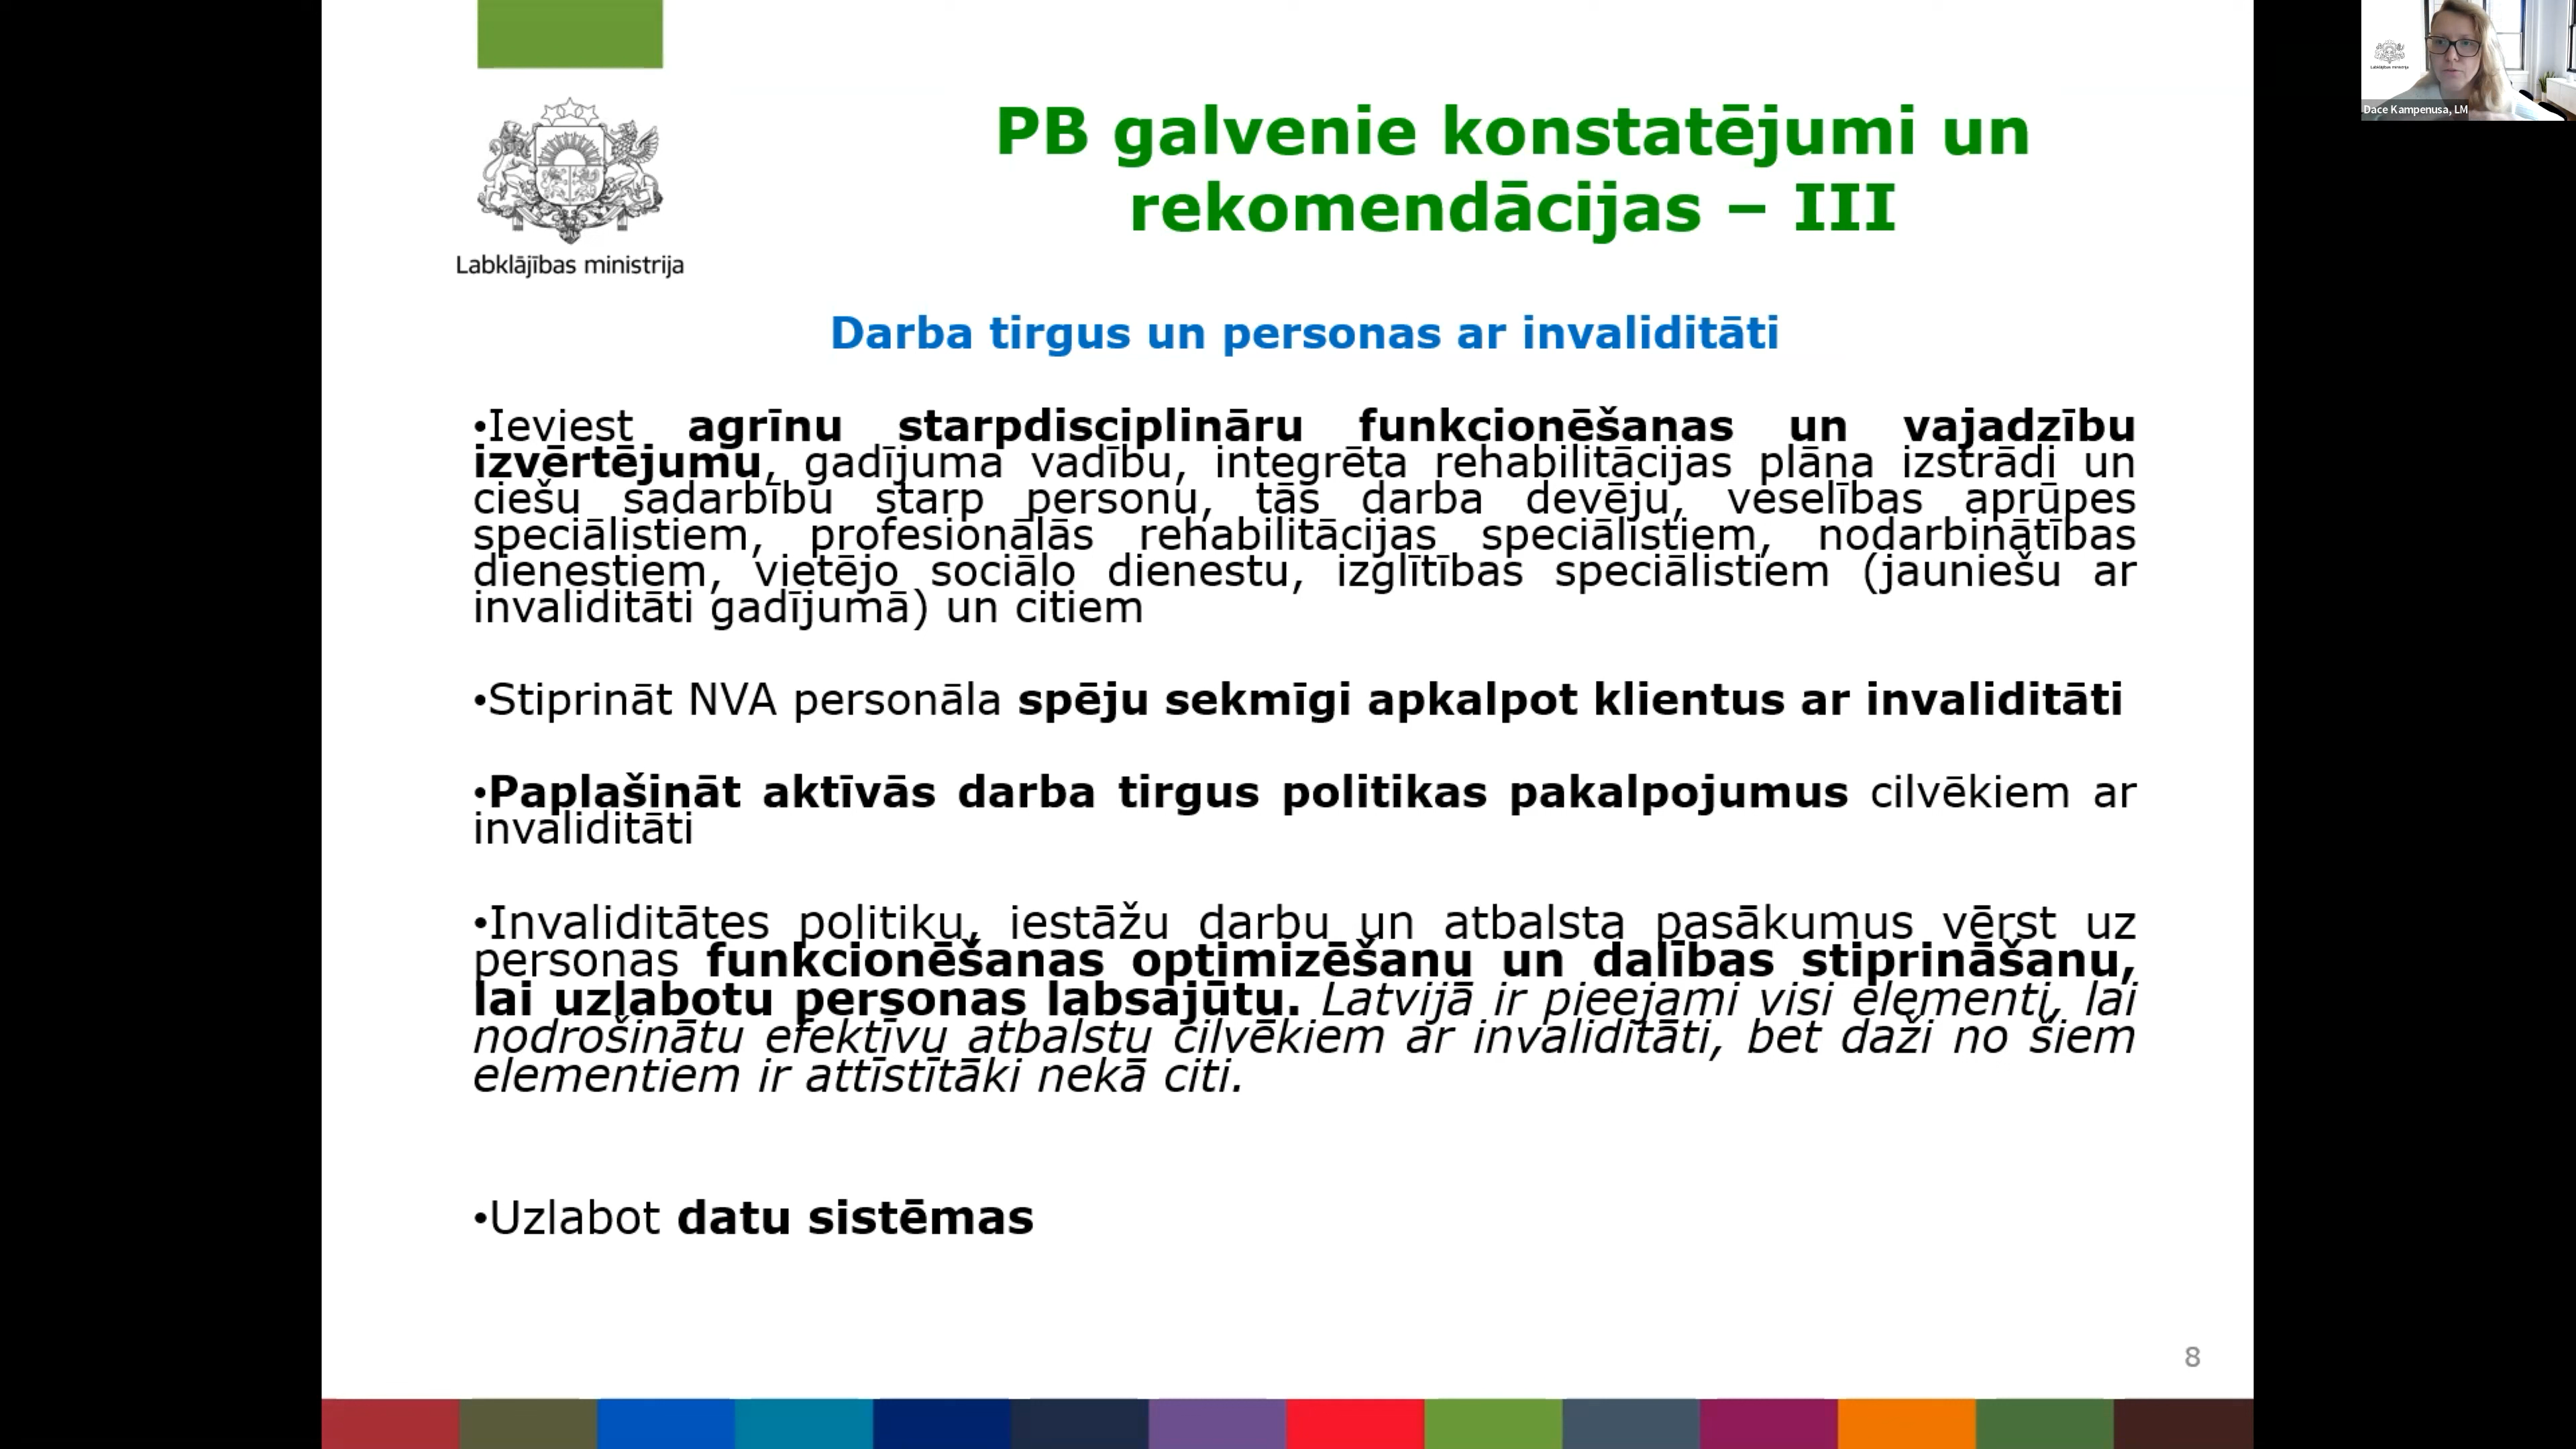 PB galvenie konstatējumi un
rekomendācijas – III
Labklājības ministrija
Dace Kampenusa, LM
Darba tirgus un personas ar invaliditāti
•Ieviest agrīnu starpdisciplināru funkcionēšanas un vajadzību
izvērtējumu, gadījuma vadību, integrēta rehabilitācijas plāna izstrādi un
ciešu sadarbību starp personu, tās darba devēju, veselības aprūpes
speciālistiem, profesionālās rehabilitācijas speciālistiem, nodarbinātības
dienestiem, vietējo sociālo dienestu, izglītības speciālistiem (jauniešu ar
invaliditāti gadījumā) un citiem
•Stiprināt NVA personāla spēju sekmīgi apkalpot klientus ar invaliditāti
•Paplašināt aktīvās darba tirgus politikas pakalpojumus cilvēkiem ar
invaliditāti
•Invaliditātes politiku, iestāžu darbu un atbalsta pasākumus vērst uz
personas funkcionēšanas optimizēšanu un dalības stiprināšanu,
lai uzlabotu personas labsajūtu. Latvijā ir pieejami visi elementi, lai
nodrošinātu efektīvu atbalstu cilvēkiem ar invaliditāti, bet daži no šiem
elementiem ir attīstītāki nekā citi.
•Uzlabot datu sistēmas
8